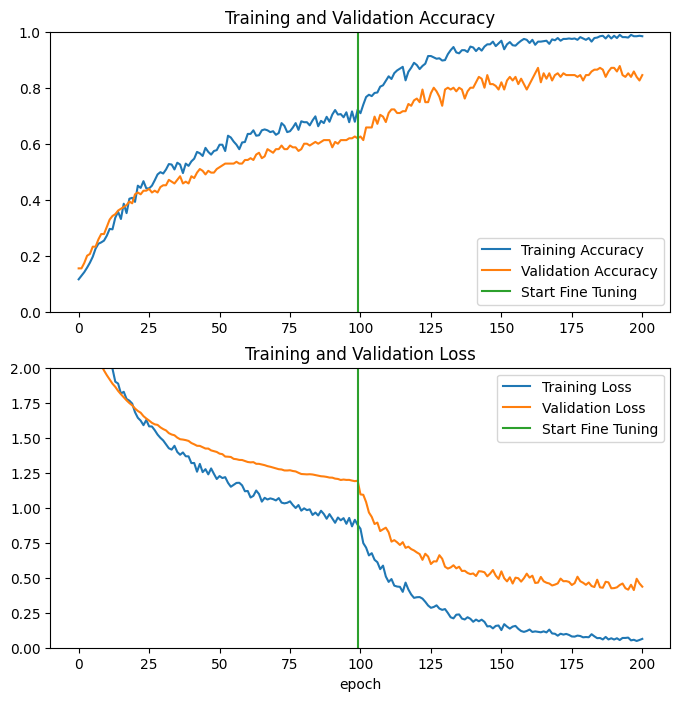 Training and Validation Accuracy
1.0
0.8
0.6
0.4
0.2
0.0
Training Accuracy
Validation Accuracy
Start Fine Tuning
0 25 50 75 100 125 150 175 200
Training and Validation Loss
2.00
1.75
1.50
1.25
1.00
0.75
0.50
0.25
0.00
Training Loss
Validation Loss
Start Fine Tuning
0 25 50 75 100 125 150 175 200
epoch